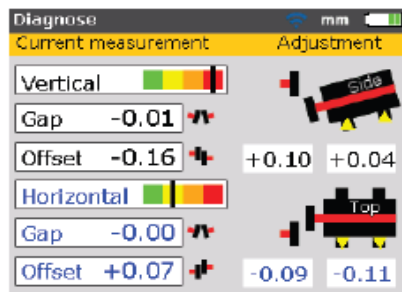 Diagnose mm
Current measurement Adjustment
Vertical Side
Gap -0.01
Offset -0.16 +0.10 +0.04
Horizontal Top
Gap -0.00
Offset +0.07 -0.09 -0.11